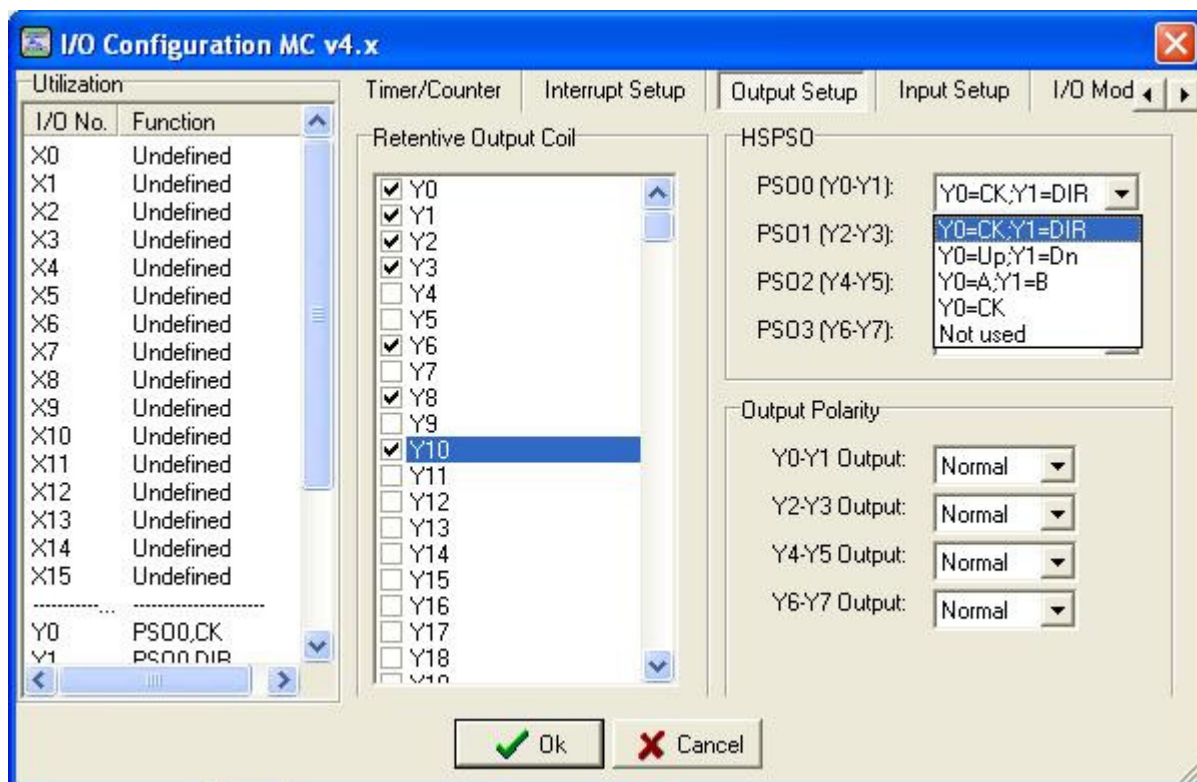 I/O Configuration MC v4.x
Utilization
I/O No. Function
X0 Undefined
X1 Undefined
X2 Undefined
X3 Undefined
X4 Undefined
X5 Undefined
X6 Undefined
X7 Undefined
X8 Undefined
X9 Undefined
X10 Undefined
X11 Undefined
X12 Undefined
X13 Undefined
X14 Undefined
X15 Undefined
----------... ---------------------
Y0 PSO0,CK
Y1 PSO0,DIR
Timer/Counter Interrupt Setup Output Setup Input Setup I/O Mod
Retentive Output Coil
Y0
Y1
Y2
Y3
Y4
Y5
Y6
Y7
Y8
Y9
Y10
Y11
Y12
Y13
Y14
Y15
Y16
Y17
Y18
Y19
HSPSO
PSO0 (Y0-Y1): Y0=CK;Y1=DIR
PSO1 (Y2-Y3):
PSO2 (Y4-Y5):
PSO3 (Y6-Y7):
Y0=CK;Y1=DIR
Y0=Up;Y1=Dn
Y0=A;Y1=B
Y0=CK
Not used
Output Polarity
Y0-Y1 Output: Normal
Y2-Y3 Output: Normal
Y4-Y5 Output: Normal
Y6-Y7 Output: Normal
Ok Cancel